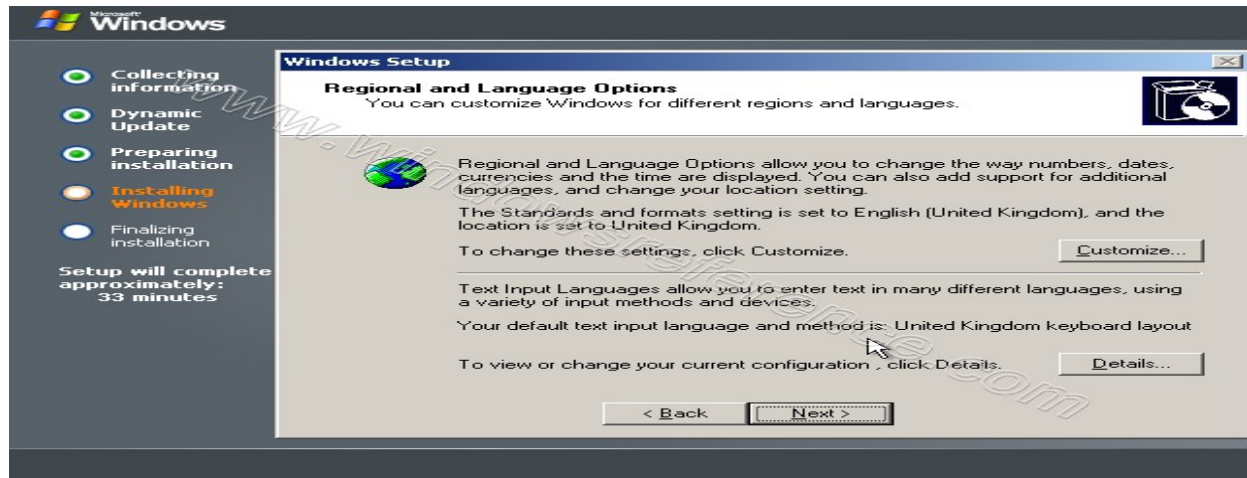 Microsoft
Windows
Collecting
information
Dynamic
Update
Preparing
installation
Installing
Windows
Finalizing
installation
Setup will complete
approximately:
33 minutes
Windows Setup
Regional and Language Options
You can customize Windows for different regions and languages.
Regional and Language Options allow you to change the way numbers, dates,
currencies and the time are displayed. You can also add support for additional
languages, and change your location setting.
The Standards and formats setting is set to English (United Kingdom), and the
location is set to United Kingdom.
To change these settings, click Customize.
Customize...
Text Input Languages allow you to enter text in many different languages, using
a variety of input methods and devices.
Your default text input language and method is: United Kingdom keyboard layout
To view or change your current configuration , click Details.
Details...
< Back
Next >
www.windowsreference.com